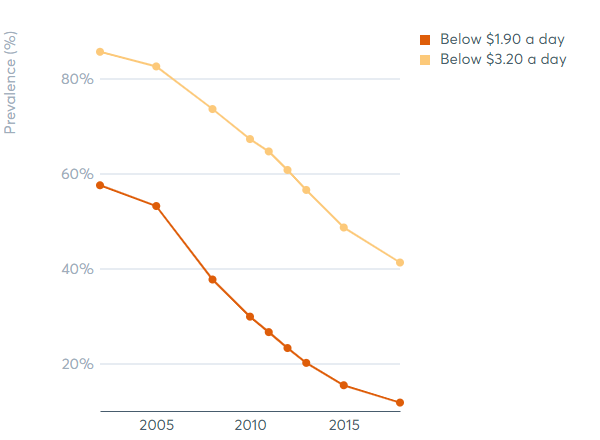 Prevalence (%)
Below $1.90 a day
Below $3.20 a day
80%
60%
40%
20%
2005 2010 2015